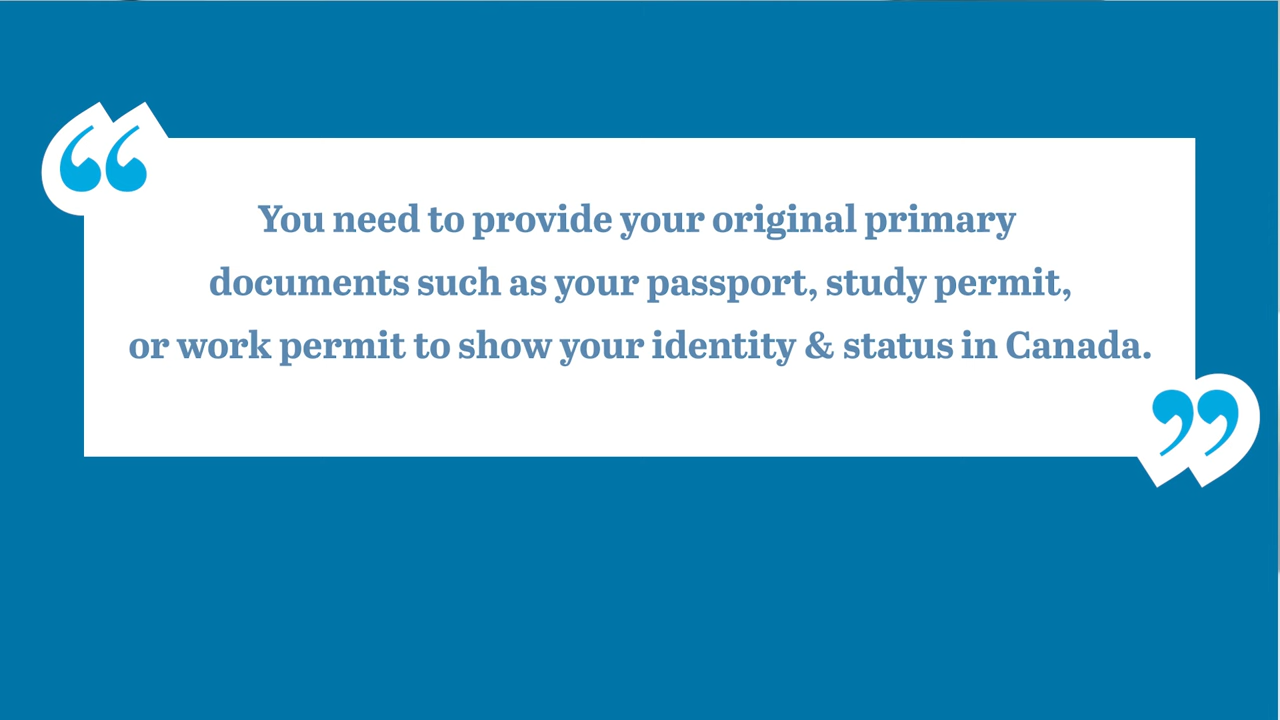 You need to provide your original primary
documents such as your passport, study permit,
or work permit to show your identity & status in Canada.